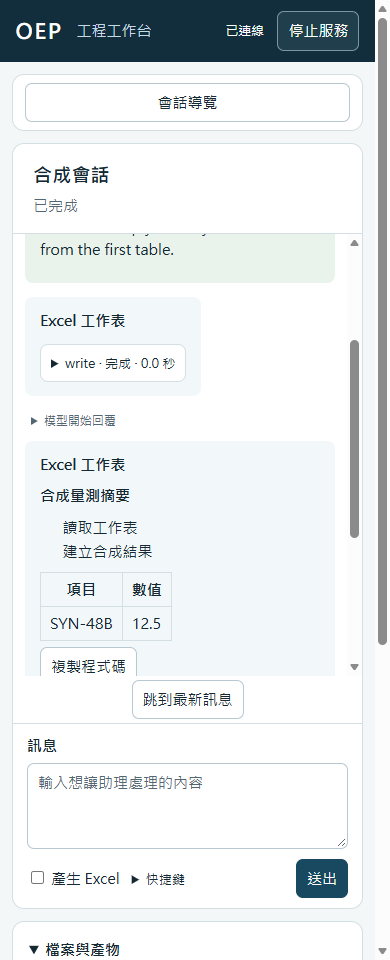 OEP 工程工作台 已連線 停止服務
會話導覽
合成會話
已完成
from the first table.
Excel 工作表
▶ write · 完成 · 0.0 秒
▶ 模型開始回覆
Excel 工作表
合成量測摘要
讀取工作表
建立合成結果
項目 數值
SYN-48B 12.5
複製程式碼
跳到最新訊息
訊息
輸入想讓助理處理的內容
產生 Excel ▶ 快捷鍵 送出
▼ 檔案與產物